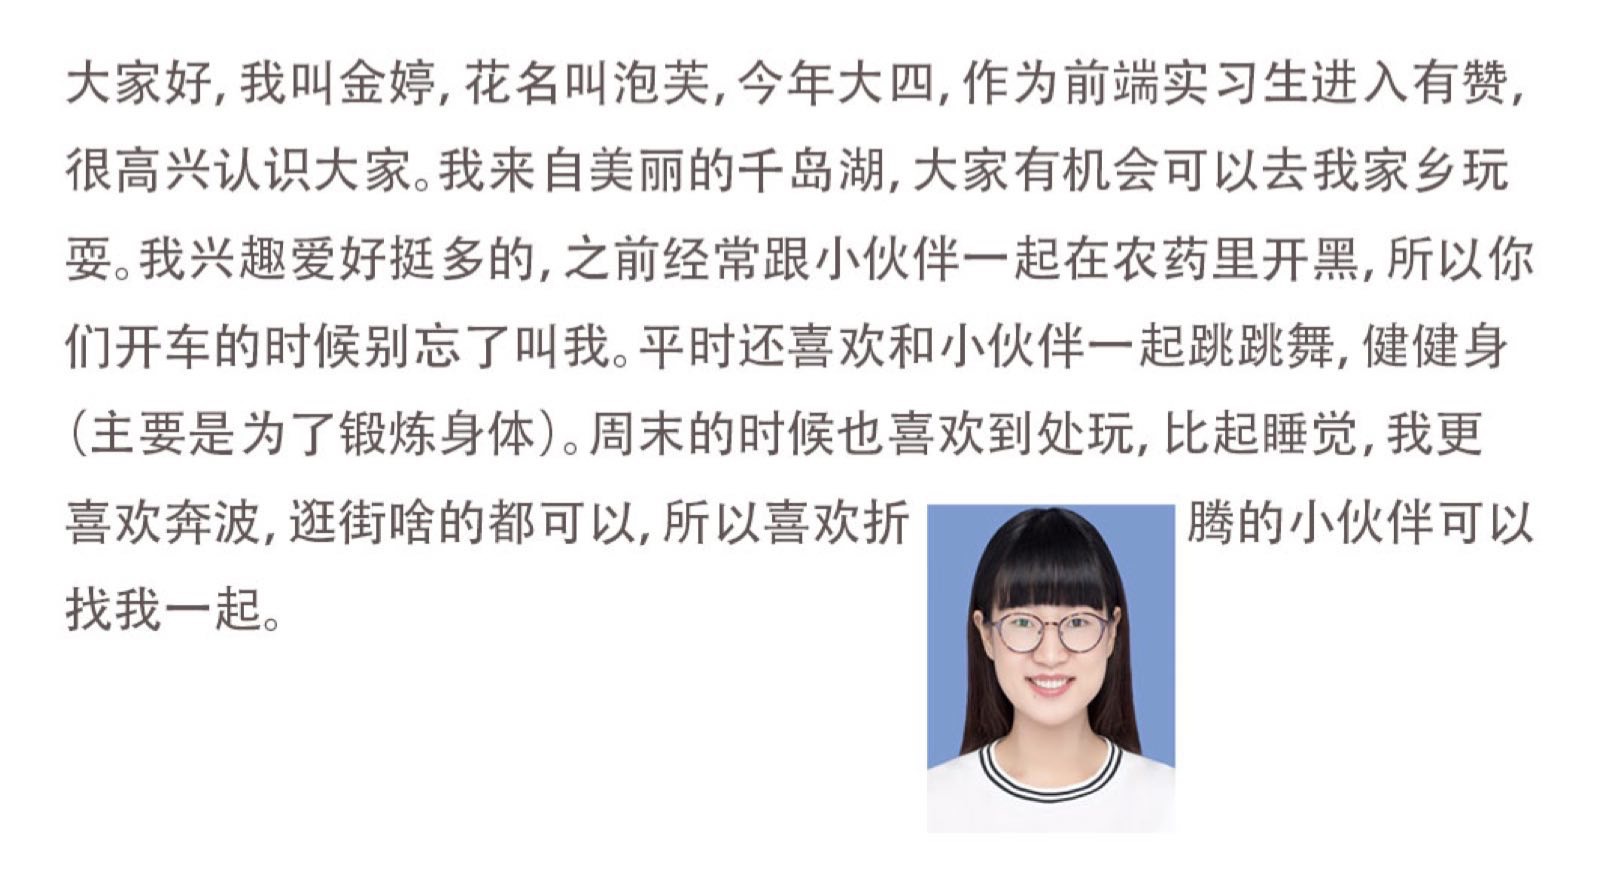 大家好，我叫金婷，花名叫泡芙，今年大四，作为前端实习生进入有赞，
很高兴认识大家。我来自美丽的千岛湖，大家有机会可以去我家乡玩
耍。我兴趣爱好挺多的，之前经常跟小伙伴一起在农药里开黑，所以你
们开车的时候别忘了叫我。平时还喜欢和小伙伴一起跳跳舞，健健身
（主要是为了锻炼身体）。周末的时候也喜欢到处玩，比起睡觉，我更
喜欢奔波，逛街啥的都可以，所以喜欢折腾的小伙伴可以
找我一起。